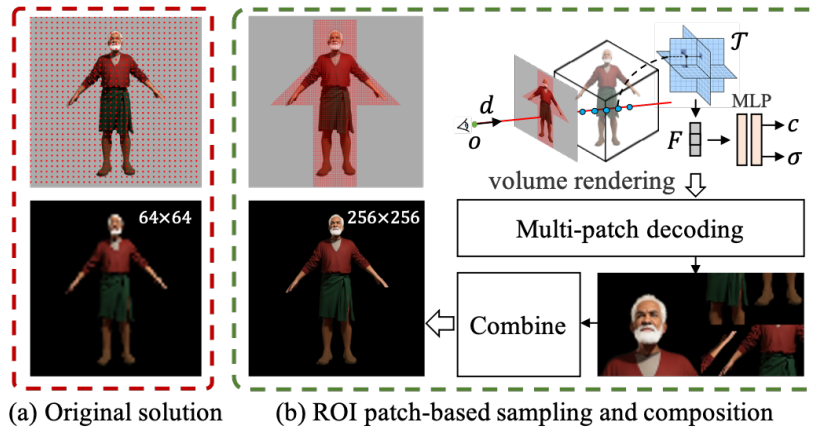 𝒯
MLP
d
o
F
c
σ
volume rendering
64×64
256×256
Multi-patch decoding
Combine
(a) Original solution
(b) ROI patch-based sampling and composition